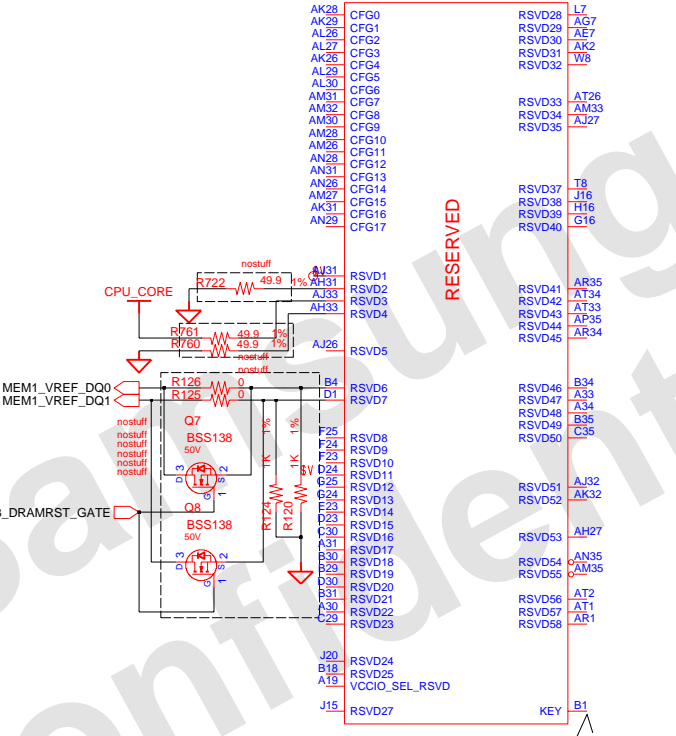 AK28 CFG0 RSVD28 L7
AK29 CFG1 RSVD29 AG7
AL26 CFG2 RSVD30 AE7
AL27 CFG3 RSVD31 AK2
AK26 CFG4 RSVD32 W8
AL29 CFG5
AL30 CFG6
AM31 CFG7 RSVD33 AT26
AM32 CFG8 RSVD34 AM33
AM30 CFG9 RSVD35 AJ27
AM28 CFG10
AM26 CFG11
AN28 CFG12
AN31 CFG13
AN26 CFG14 RSVD37 T8
AM27 CFG15 RSVD38 J16
AK31 CFG16 RSVD39 H16
AN29 CFG17 RSVD40 G16
RESERVED
nostuff
AJ31 RSVD1
R722 49.9 1% AH31 RSVD2 RSVD41 AR35
CPU_CORE AJ33 RSVD3 RSVD42 AT34
AH33 RSVD4 RSVD43 AT33
RSVD44 AP35
R761 49.9 1% RSVD45 AR34
R760 49.9 1%
AJ26 RSVD5
nostuff
nostuff
MEM1_VREF_DQ0 R126 0 B4 RSVD6 RSVD46 B34
MEM1_VREF_DQ1 R125 0 D1 RSVD7 RSVD47 A33
RSVD48 A34
nostuff Q7 RSVD49 B35
nostuff BSS138 F25 RSVD8 RSVD50 C35
nostuff 50V F24 RSVD9
nostuff F23 RSVD10
nostuff D24 RSVD11
D 3 S 2 G 1
1K 1% 1K 1%
R124 R120
G25 RSVD12 RSVD51 AJ32
G24 RSVD13 RSVD52 AK32
E23 RSVD14
_DRAMRST_GATE Q8 D23 RSVD15
BSS138 C30 RSVD16 RSVD53 AH27
50V A31 RSVD17
D 3 S 2 G 1
B30 RSVD18 RSVD54 AN35
B29 RSVD19 RSVD55 AM35
D30 RSVD20
B31 RSVD21 RSVD56 AT2
A30 RSVD22 RSVD57 AT1
C29 RSVD23 RSVD58 AR1
J20 RSVD24
B18 RSVD25
A19 VCCIO_SEL_RSVD
J15 RSVD27 KEY B1
Samsung
Confident